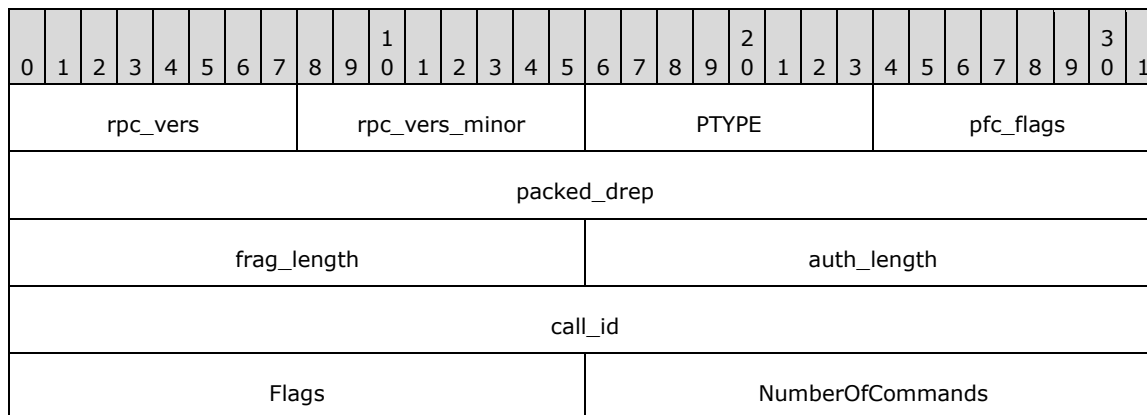 1 2 3
0 1 2 3 4 5 6 7 8 9 0 1 2 3 4 5 6 7 8 9 0 1 2 3 4 5 6 7 8 9 0 1
rpc_vers rpc_vers_minor PTYPE pfc_flags
packed_drep
frag_length auth_length
call_id
Flags NumberOfCommands